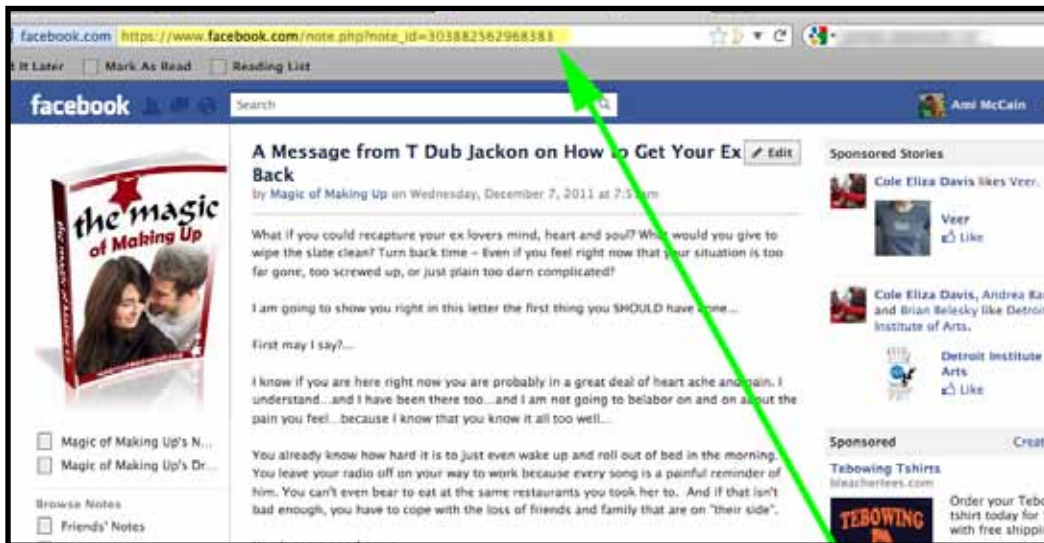 facebook.com https://www.facebook.com/note.php?note_id=303882562968383
It Later Mark As Read Reading List
facebook
Search
Ami McCain
A Message from T Dub Jackon on How to Get Your Ex
Back
Edit
by Magic of Making Up on Wednesday, December 7, 2011 at 7:5
the magic
of Making Up
the magic of Making Up
What if you could recapture your ex lovers mind, heart and soul? What would you give to
wipe the slate clean? Turn back time – Even if you feel right now that your situation is too
far gone, too screwed up, or just plain too darn complicated?
I am going to show you right in this letter the first thing you SHOULD have done...
First may I say?...
I know if you are here right now you are probably in a great deal of heart ache and pain. I
understand...and I have been there too...and I am not going to belabor on and on about the
pain you feel...because I know that you know it all too well...
You already know how hard it is to just even wake up and roll out of bed in the morning.
You leave your radio off on your way to work because every song is a painful reminder of
him. You can't even bear to eat at the same restaurants you took her to. And if that isn't
bad enough, you have to cope with the loss of friends and family that are on "their side".
Magic of Making Up's N...
Magic of Making Up's Dr...
Browse Notes
Friends' Notes
Sponsored Stories
Cole Eliza Davis likes Veer.
Veer
Like
Cole Eliza Davis, Andrea
and Brian Belesky like Detroit
Institute of Arts.
Detroit Institute
Arts
Like
Sponsored
Creat
Tebowing Tshirts
bleachertees.com
TEBOWING
Order your Tebo
tshirt today for
with free shippi